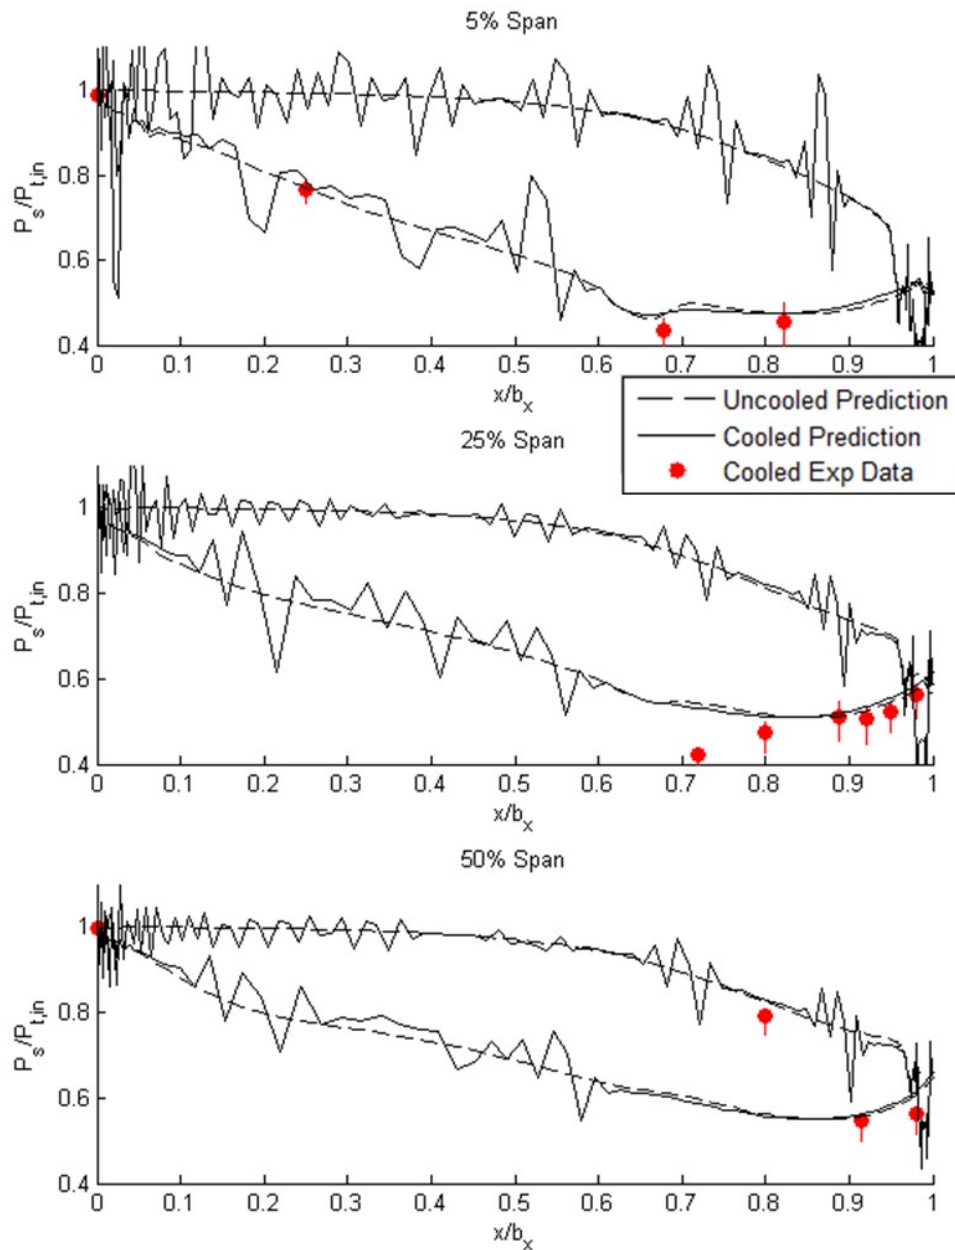 5% Span
P_s/P_t,in
1
0.8
0.6
0.4
0 0.1 0.2 0.3 0.4 0.5 0.6 0.7 0.8 0.9 1
x/b_x
Uncooled Prediction
Cooled Prediction
Cooled Exp Data
25% Span
P_s/P_t,in
1
0.8
0.6
0.4
0 0.1 0.2 0.3 0.4 0.5 0.6 0.7 0.8 0.9 1
x/b_x
50% Span
P_s/P_t,in
1
0.8
0.6
0.4
0 0.1 0.2 0.3 0.4 0.5 0.6 0.7 0.8 0.9 1
x/b_x